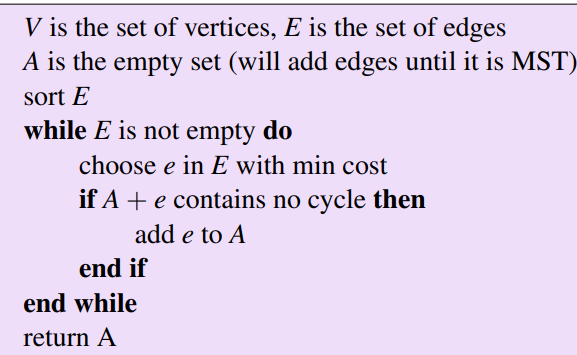 V is the set of vertices, E is the set of edges
A is the empty set (will add edges until it is MST)
sort E
while E is not empty do
choose e in E with min cost
if A + e contains no cycle then
add e to A
end if
end while
return A